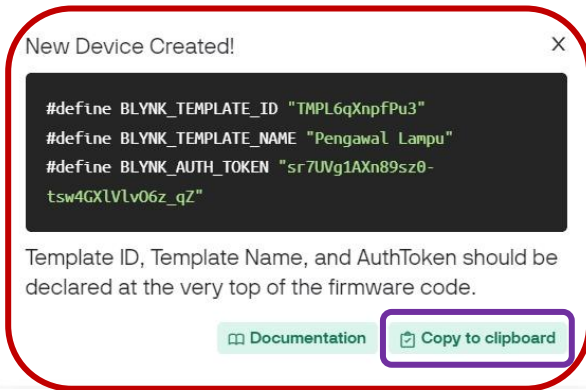 New Device Created!
X
#define BLYNK_TEMPLATE_ID "TMPL6qXnpfPu3"
#define BLYNK_TEMPLATE_NAME "Pengawal Lampu"
#define BLYNK_AUTH_TOKEN "sr7UVg1AXn89sz0-
tsw4GXlVlvO6z_qZ"
Template ID, Template Name, and AuthToken should be
declared at the very top of the firmware code.
Documentation
Copy to clipboard